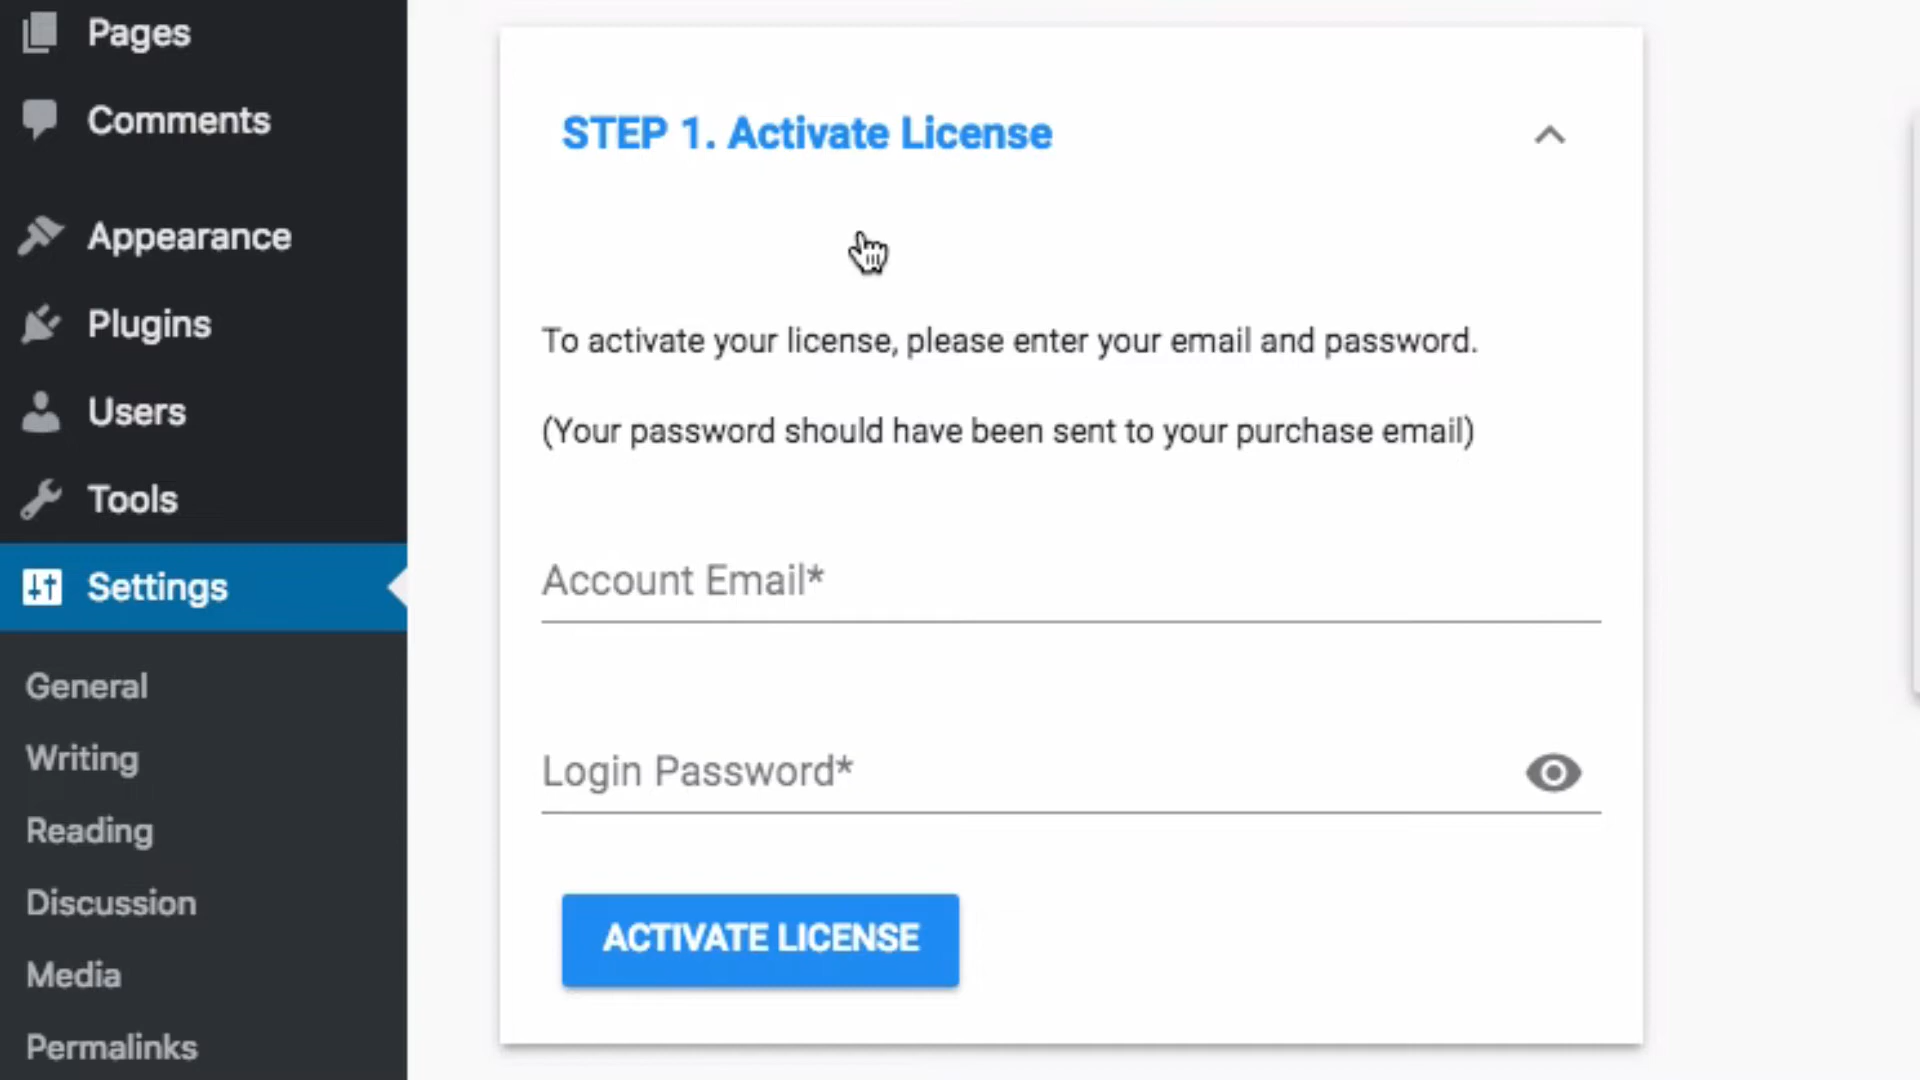 Pages
Comments
Appearance
Plugins
Users
Tools
Settings
General
Writing
Reading
Discussion
Media
Permalinks
STEP 1. Activate License
To activate your license, please enter your email and password.
(Your password should have been sent to your purchase email)
Account Email*
Login Password*
ACTIVATE LICENSE